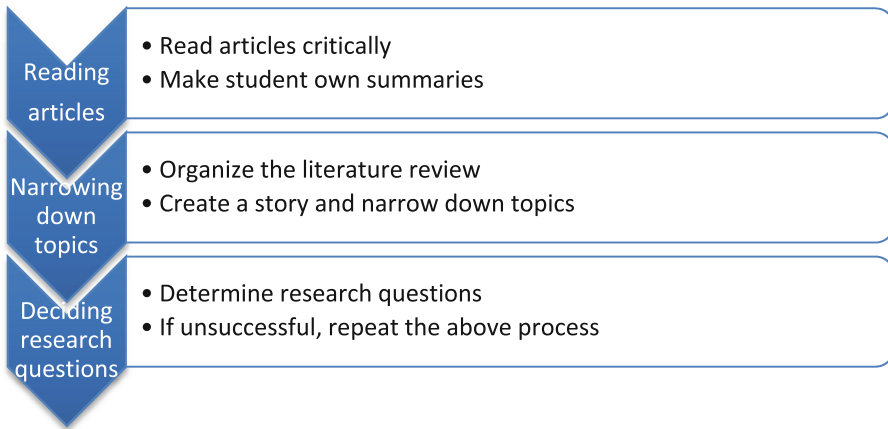 Reading
articles
• Read articles critically
• Make student own summaries
Narrowing
down
topics
• Organize the literature review
• Create a story and narrow down topics
Deciding
research
questions
• Determine research questions
• If unsuccessful, repeat the above process